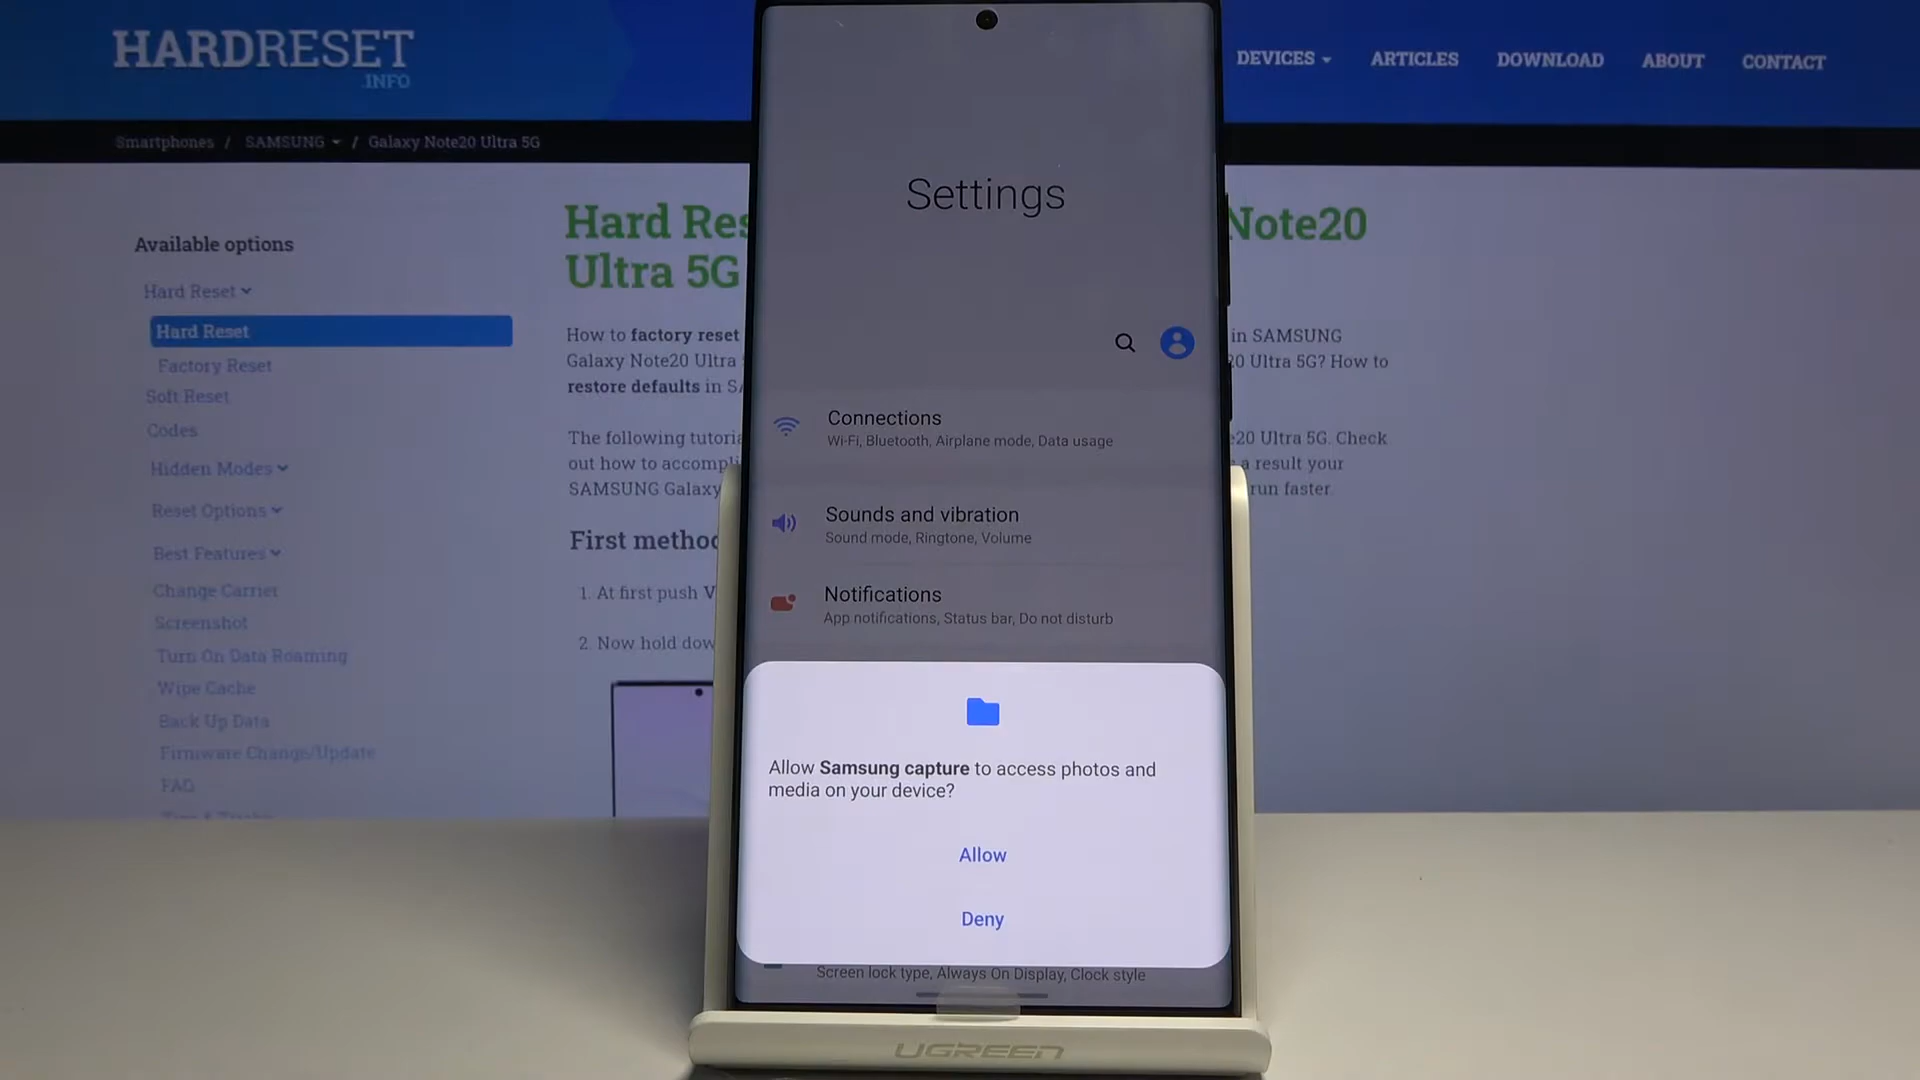 HARDRESET
.INFO
DEVICES
ARTICLES
DOWNLOAD
ABOUT
CONTACT
Smartphones / SAMSUNG / Galaxy Note20 Ultra 5G
Available options
Hard Reset
Hard Reset
Factory Reset
Soft Reset
Codes
Hidden Modes
Reset Options
Best Features
Change Carrier
Screenshot
Turn On Data Roaming
Wipe Cache
Back Up Data
Firmware Change/Update
FAQ
Hard Res
Note20
Ultra 5G
How to factory reset
in SAMSUNG
Galaxy Note20 Ultra
20 Ultra 5G? How to
restore defaults in SA
The following tutoria
e20 Ultra 5G. Check
out how to accompli
a result your
SAMSUNG Galaxy
run faster.
First method
1. At first push V
2. Now hold dow
Settings
Connections
Wi-Fi, Bluetooth, Airplane mode, Data usage
Sounds and vibration
Sound mode, Ringtone, Volume
Notifications
App notifications, Status bar, Do not disturb
Allow Samsung capture to access photos and
media on your device?
Allow
Deny
Screen lock type, Always On Display, Clock style
UGREEN